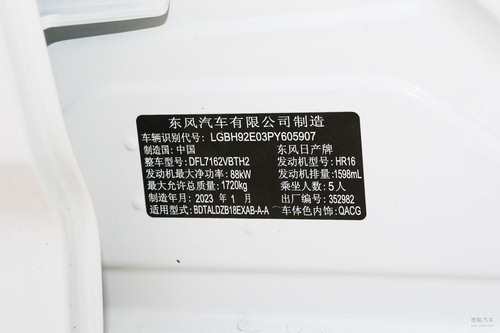 东风汽车有限公司制造
车辆识别代号: LGBH92E03PY605907
制造国: 中国 东风日产牌
整车型号: DFL7162VBTH2 发动机型号: HR16
发动机最大净功率: 88kW 发动机排量: 1598mL
最大允许总质量: 1720kg 乘坐人数: 5人
制造年月: 2023 年 1 月 出厂编号: 352982
适用型式: BDTALDZB18EXAB-A-A 车体色内饰: QACG
搜狐汽车